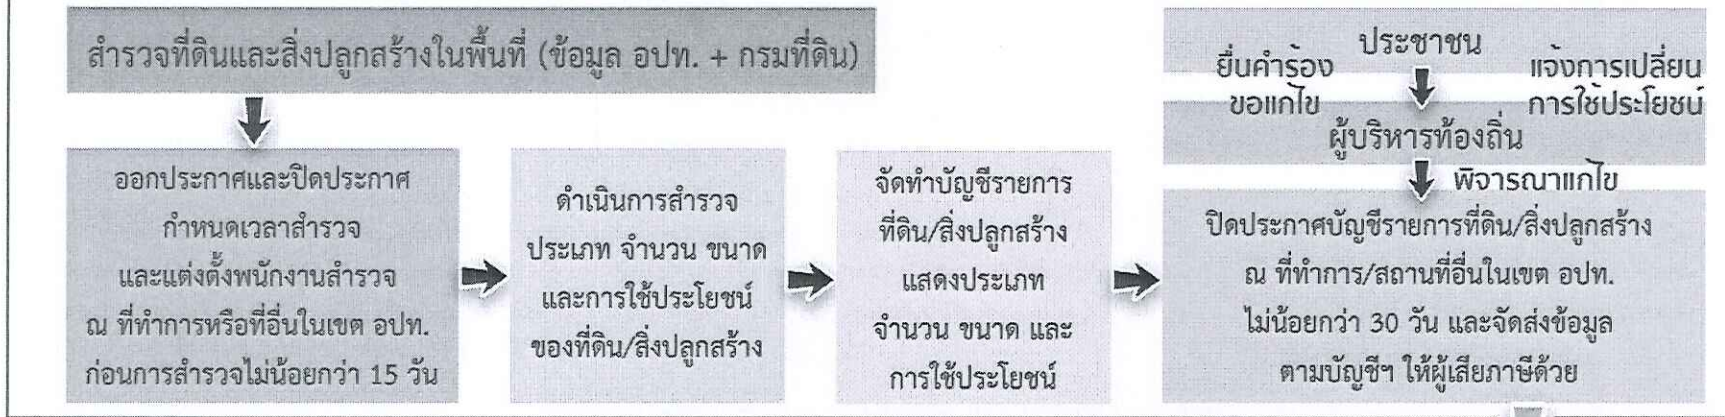 สำรวจที่ดินและสิ่งปลูกสร้างในพื้นที่ (ข้อมูล อปท. + กรมที่ดิน)
ออกประกาศและปิดประกาศ
กำหนดเวลาสำรวจ
และแต่งตั้งพนักงานสำรวจ
ณ ที่ทำการหรือที่อื่นในเขต อปท.
ก่อนการสำรวจไม่น้อยกว่า 15 วัน
ดำเนินการสำรวจ
ประเภท จำนวน ขนาด
และการใช้ประโยชน์
ของที่ดิน/สิ่งปลูกสร้าง
จัดทำบัญชีรายการ
ที่ดิน/สิ่งปลูกสร้าง
แสดงประเภท
จำนวน ขนาด และ
การใช้ประโยชน์
ประชาชน
ยื่นคำร้อง
ขอแก้ไข
แจ้งการเปลี่ยน
การใช้ประโยชน์
ผู้บริหารท้องถิ่น
พิจารณาแก้ไข
ปิดประกาศบัญชีรายการที่ดิน/สิ่งปลูกสร้าง
ณ ที่ทำการ/สถานที่อื่นในเขต อปท.
ไม่น้อยกว่า 30 วัน และจัดส่งข้อมูล
ตามบัญชีฯ ให้ผู้เสียภาษีด้วย